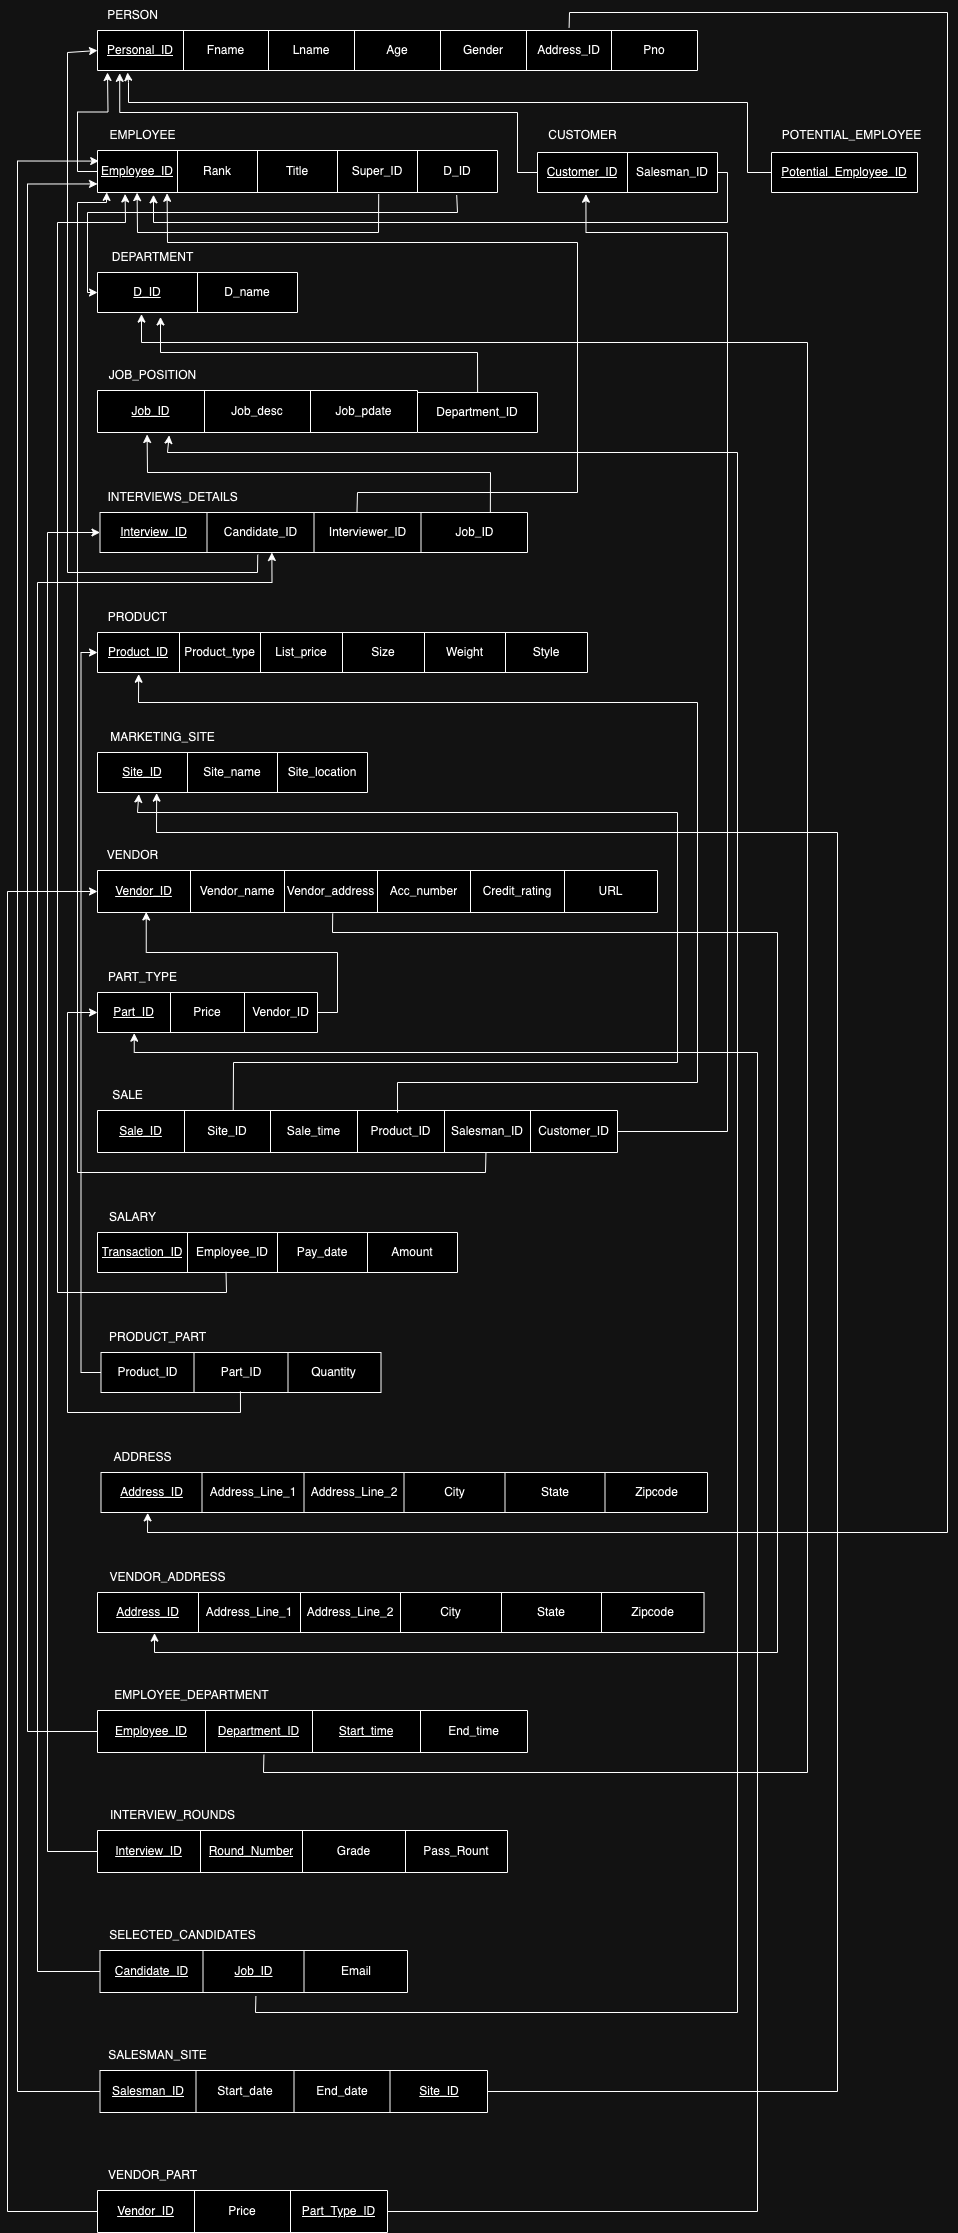 PERSON
Personal_ID Fname Lname Age Gender Address_ID Pno
EMPLOYEE CUSTOMER POTENTIAL_EMPLOYEE
Employee_ID Rank Title Super_ID D_ID Customer_ID Salesman_ID Potential_Employee_ID
DEPARTMENT
D_ID D_name
JOB_POSITION
Job_ID Job_desc Job_pdate Department_ID
INTERVIEWS_DETAILS
Interview_ID Candidate_ID Interviewer_ID Job_ID
PRODUCT
Product_ID Product_type List_price Size Weight Style
MARKETING_SITE
Site_ID Site_name Site_location
VENDOR
Vendor_ID Vendor_name Vendor_address Acc_number Credit_rating URL
PART_TYPE
Part_ID Price Vendor_ID
SALE
Sale_ID Site_ID Sale_time Product_ID Salesman_ID Customer_ID
SALARY
Transaction_ID Employee_ID Pay_date Amount
PRODUCT_PART
Product_ID Part_ID Quantity
ADDRESS
Address_ID Address_Line_1 Address_Line_2 City State Zipcode
VENDOR_ADDRESS
Address_ID Address_Line_1 Address_Line_2 City State Zipcode
EMPLOYEE_DEPARTMENT
Employee_ID Department_ID Start_time End_time
INTERVIEW_ROUNDS
Interview_ID Round_Number Grade Pass_Rount
SELECTED_CANDIDATES
Candidate_ID Job_ID Email
SALESMAN_SITE
Salesman_ID Start_date End_date Site_ID
VENDOR_PART
Vendor_ID Price Part_Type_ID